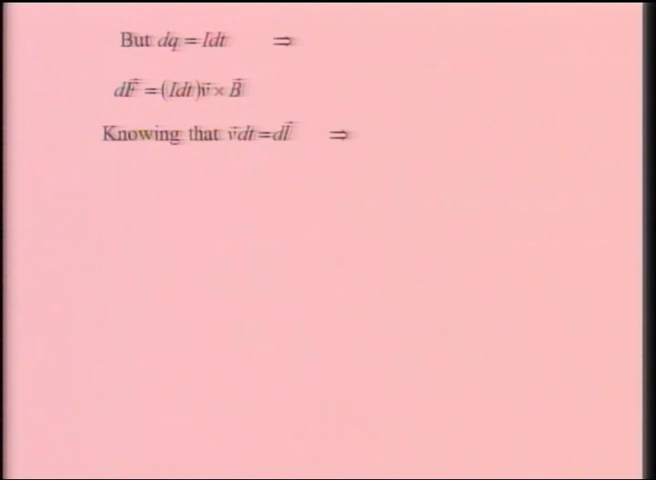 But dq = Idt ⇒
dF⃗ = (Idt)v⃗ × B⃗
Knowing that v⃗dt = dl⃗ ⇒